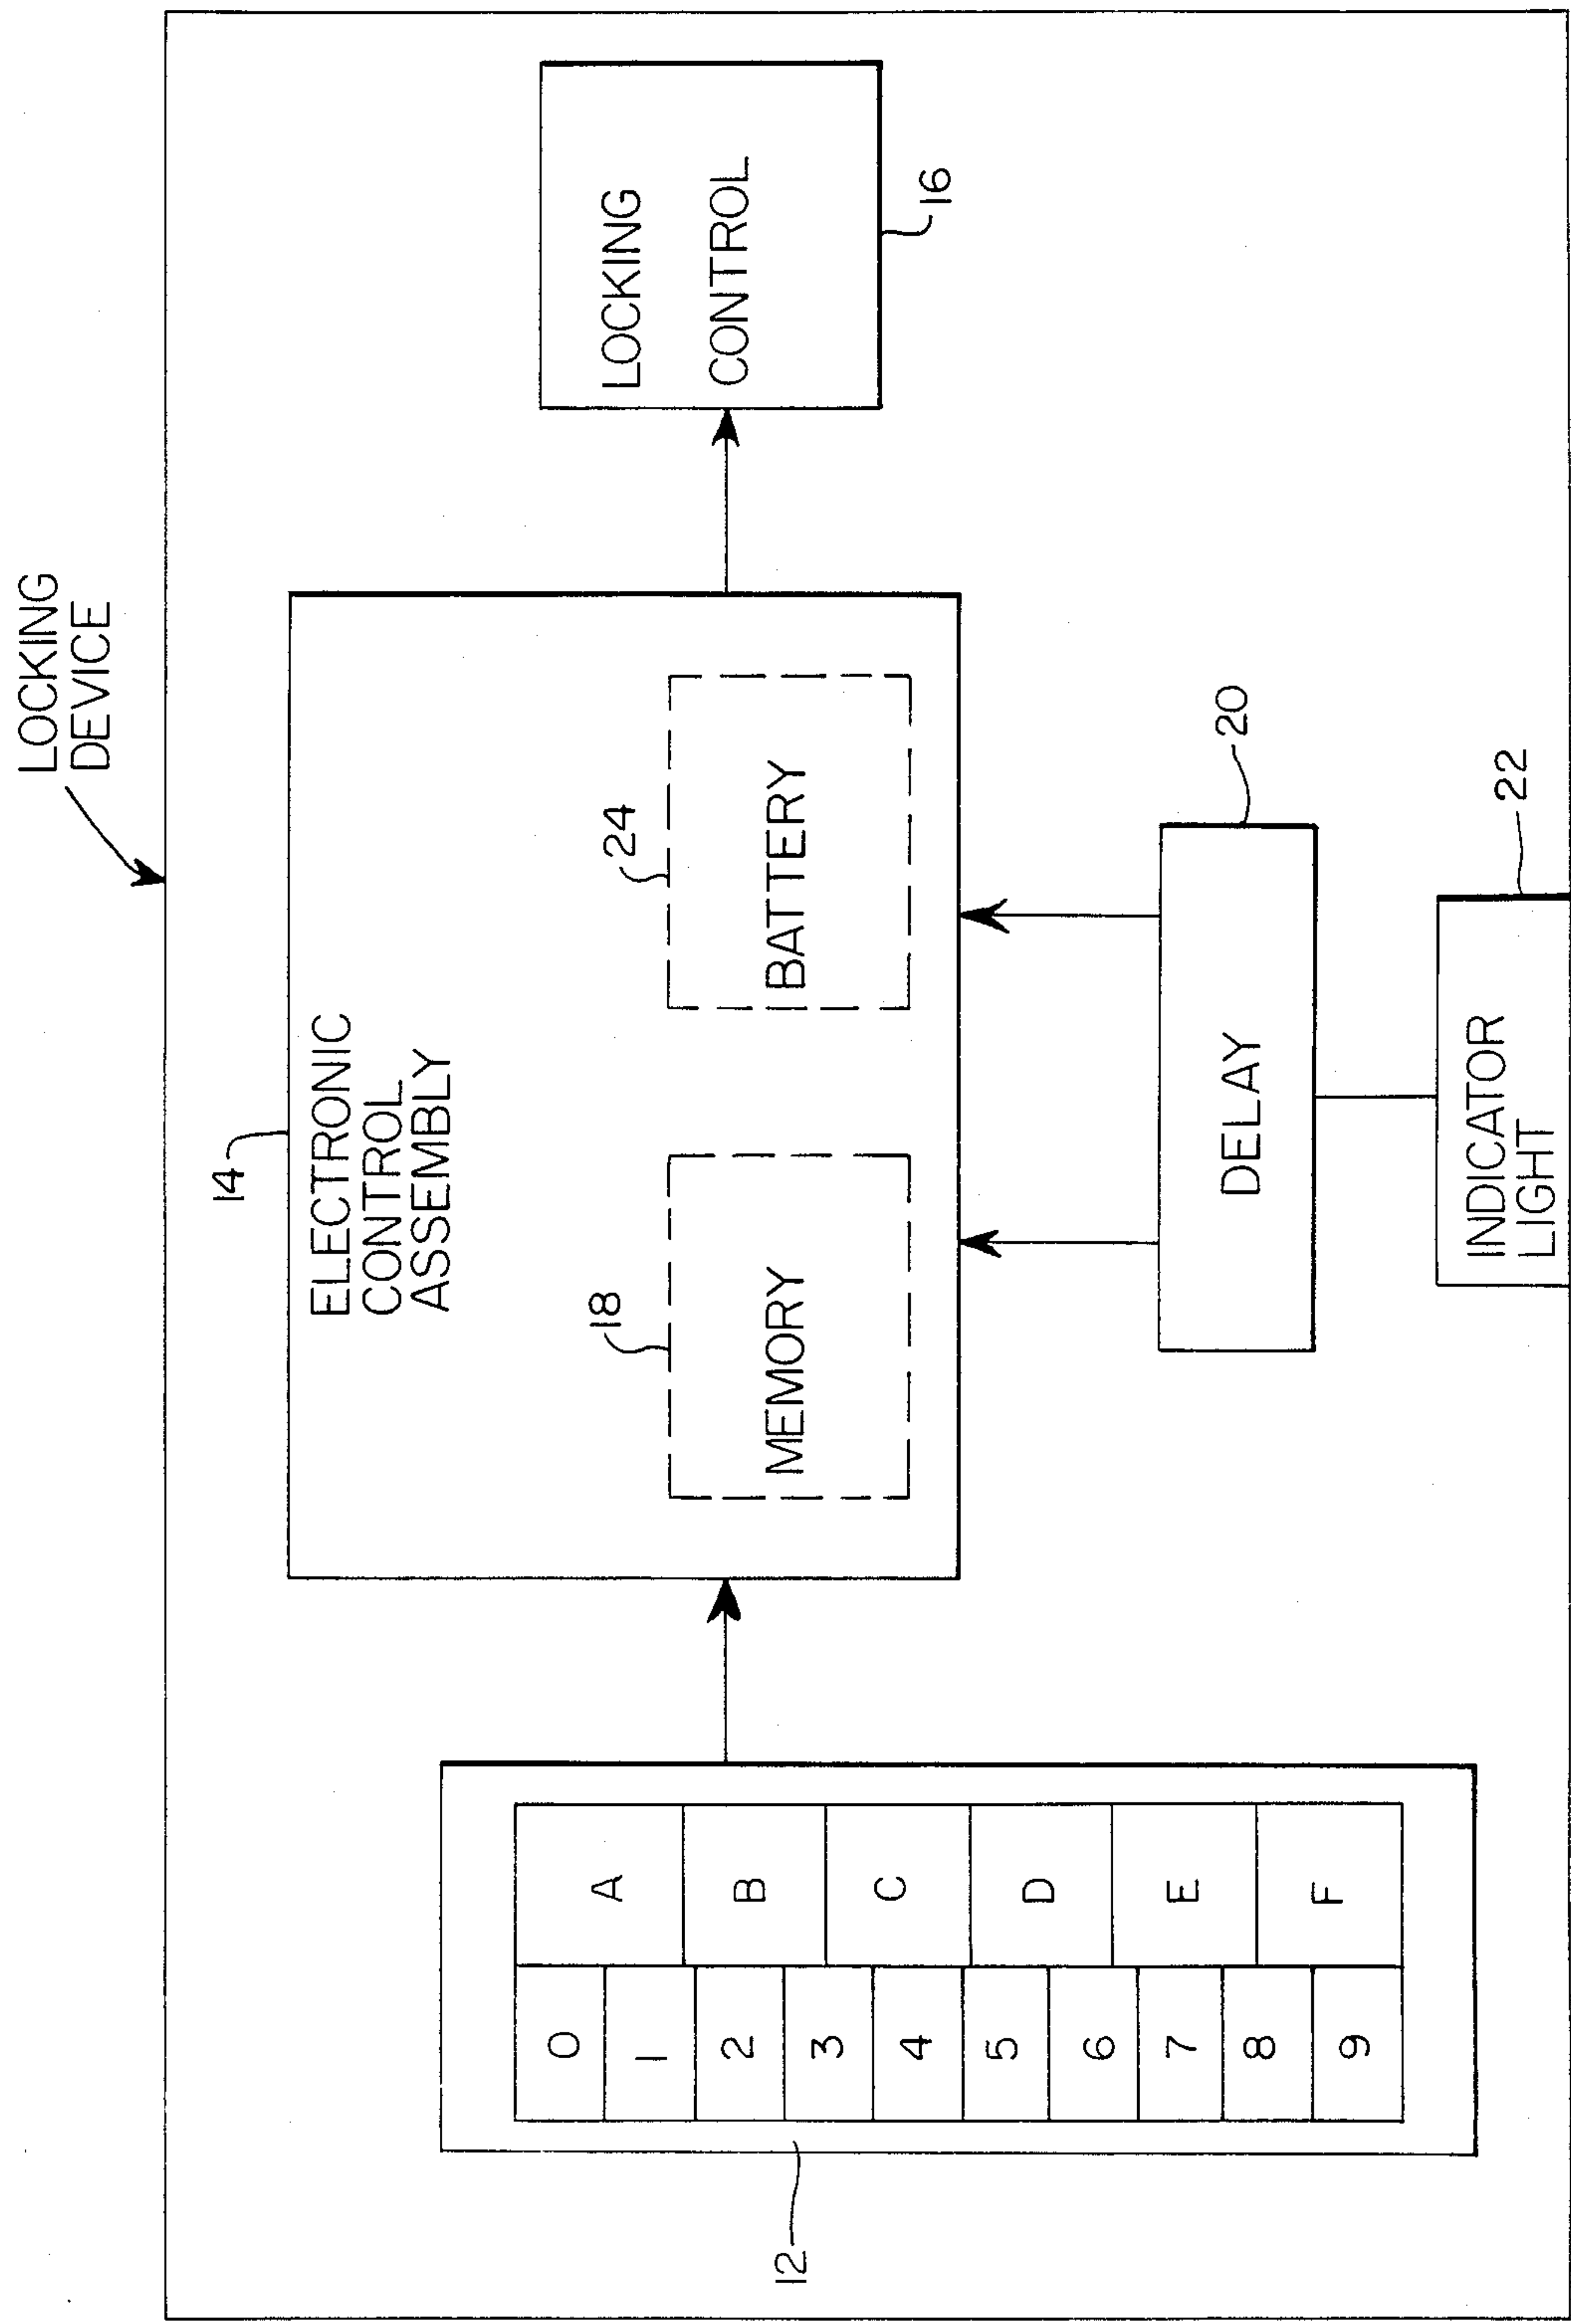 LOCKING
DEVICE
14
ELECTRONIC
CONTROL
ASSEMBLY
18
MEMORY
24
BATTERY
LOCKING
CONTROL
16
12
0 A
1 B
2 C
3 D
4 E
5 F
6
7
8
9
DELAY
20
INDICATOR
LIGHT
22